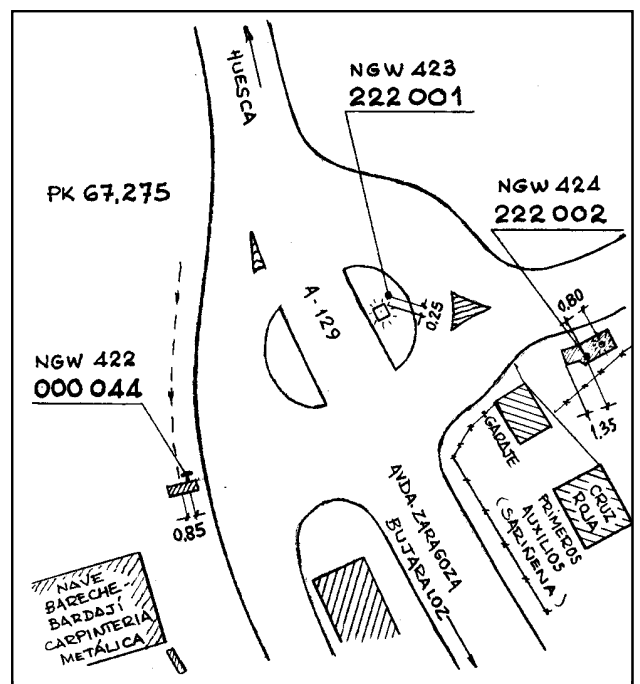 HUESCA
NGW 423
222 001
PK 67,275
NGW 424
222 002
0.80
A-129
0.25
NGW 422
000 044
1.35
GARAJE
0.85
AVDA. ZARAGOZA
BUJARALOZ
CRUZ
ROJA
PRIMEROS
AUXILIOS
(SARIÑENA)
NAVE
BARECHE-
BARDAJÍ
CARPINTERIA
METÁLICA